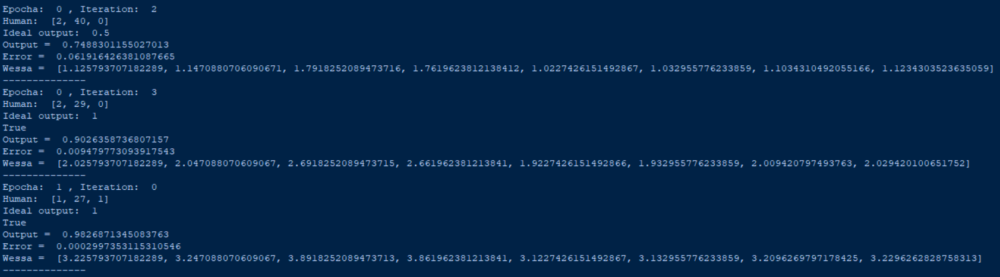 Epocha:  0 , Iteration:  2
Human:  [2, 40, 0]
Ideal output:  0.5
Output =  0.7488301155027013
Error =  0.061916426381087665
Wessa =  [1.125793707182289, 1.1470880706090671, 1.7918252089473716, 1.7619623812138412, 1.0227426151492867, 1.032955776233859, 1.1034310492055166, 1.1234303523635059]
--------------
Epocha:  0 , Iteration:  3
Human:  [2, 29, 0]
Ideal output:  1
True
Output =  0.9026358736807157
Error =  0.009479773093917543
Wessa =  [2.025793707182289, 2.047088070609067, 2.6918252089473715, 2.661962381213841, 1.9227426151492866, 1.932955776233859, 2.009420797493763, 2.029420100651752]
--------------
Epocha:  1 , Iteration:  0
Human:  [1, 27, 1]
Ideal output:  1
True
Output =  0.9826871345083763
Error =  0.0002997353115310546
Wessa =  [3.225793707182289, 3.247088070609067, 3.8918252089473713, 3.861962381213841, 3.1227426151492867, 3.132955776233859, 3.2096269797178425, 3.2296262828758313]
--------------